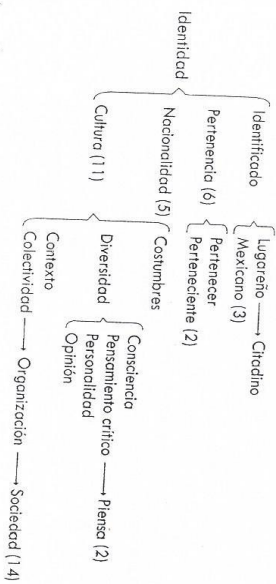 Identidad
Identificado
Lugareño → Citadino
Mexicano (3)
Pertenencia (6)
Pertenecer
Perteneciente (2)
Nacionalidad (5)
Cultura (11)
Costumbres
Diversidad
Consciencia
Pensamiento crítico → Piensa (2)
Personalidad
Opinión
Contexto
Colectividad → Organización → Sociedad (14)